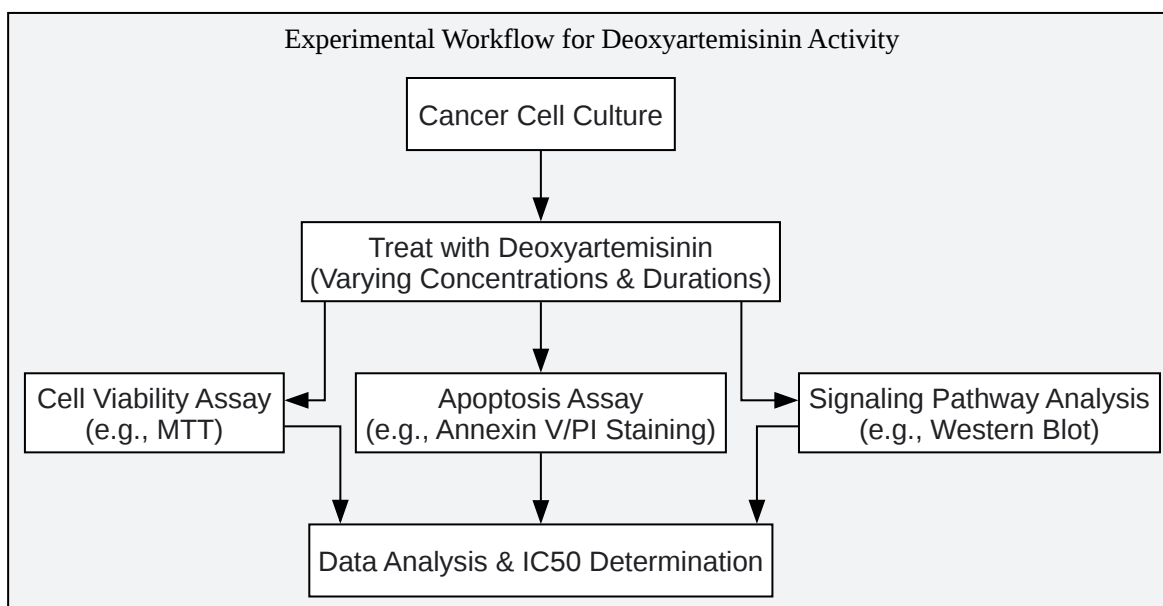 Experimental Workflow for Deoxyartemisinin Activity
Cancer Cell Culture
Treat with Deoxyartemisinin
(Varying Concentrations & Durations)
Cell Viability Assay
(e.g., MTT)
Apoptosis Assay
(e.g., Annexin V/PI Staining)
Signaling Pathway Analysis
(e.g., Western Blot)
Data Analysis & IC50 Determination